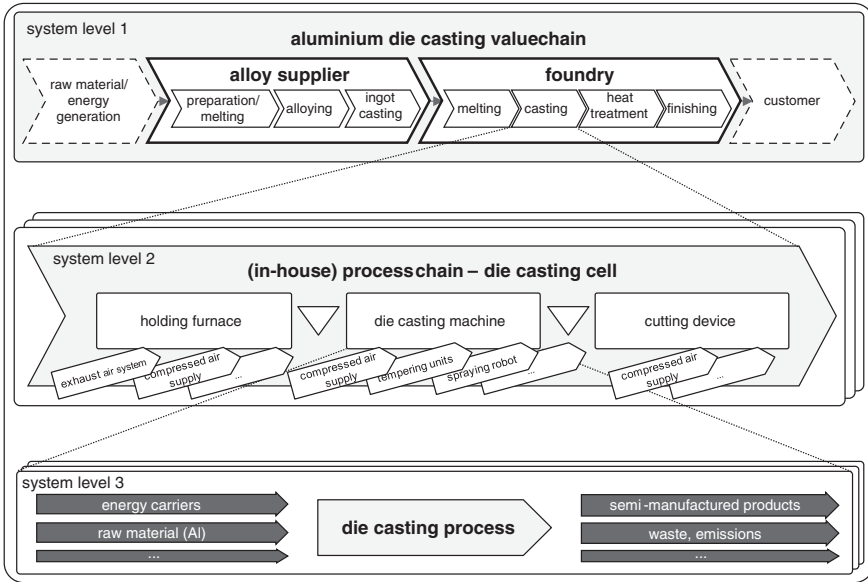 system level 1
aluminium die casting valuechain
raw material/
energy
generation
alloy supplier
preparation/
melting
alloying
ingot
casting
foundry
melting
casting
heat
treatment
finishing
customer
system level 2
(in-house) processchain – die casting cell
holding furnace
die casting machine
cutting device
exhaust air system
compressed air
supply
...
compressed air
supply
tempering units
spraying robot
...
compressed air
supply
...
system level 3
energy carriers
raw material (Al)
...
die casting process
semi-manufactured products
waste, emissions
...